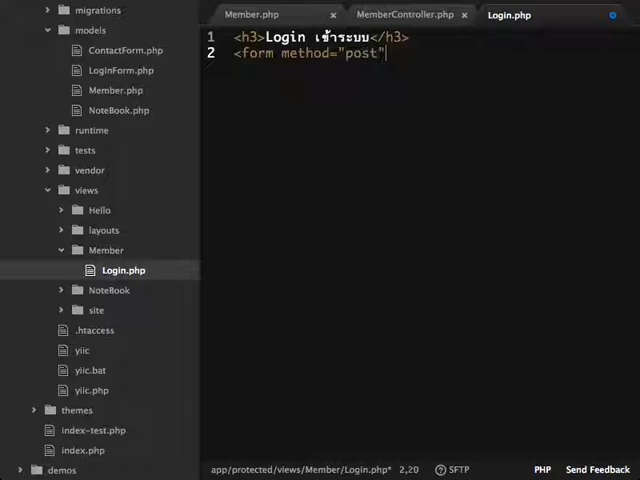 migrations
models
ContactForm.php
LoginForm.php
Member.php
NoteBook.php
runtime
tests
vendor
views
Hello
layouts
Member
Login.php
NoteBook
site
.htaccess
yiic
yiic.bat
yiic.php
themes
index-test.php
index.php
demos
Member.php × MemberController.php × Login.php
1 <h3>Login เข้าระบบ</h3>
2 <form method="post"
app/protected/views/Member/Login.php* 2,20 SFTP PHP Send Feedback